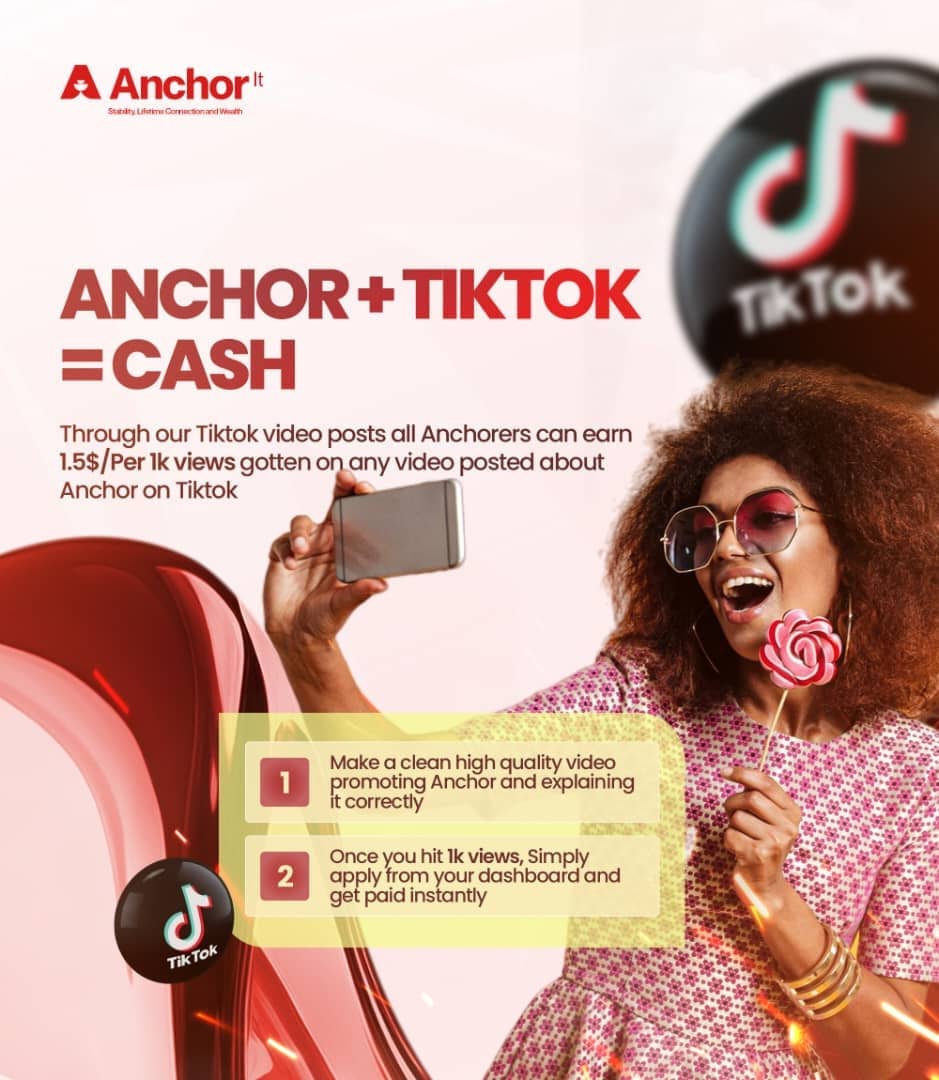 Anchor It
Stability, Lifetime Connection and Wealth
TikTok
ANCHOR + TIKTOK
= CASH
Through our Tiktok video posts all Anchorers can earn
1.5$/Per 1k views gotten on any video posted about
Anchor on Tiktok
1
Make a clean high quality video
promoting Anchor and explaining
it correctly
2
Once you hit 1k views, Simply
apply from your dashboard and
get paid instantly
TikTok